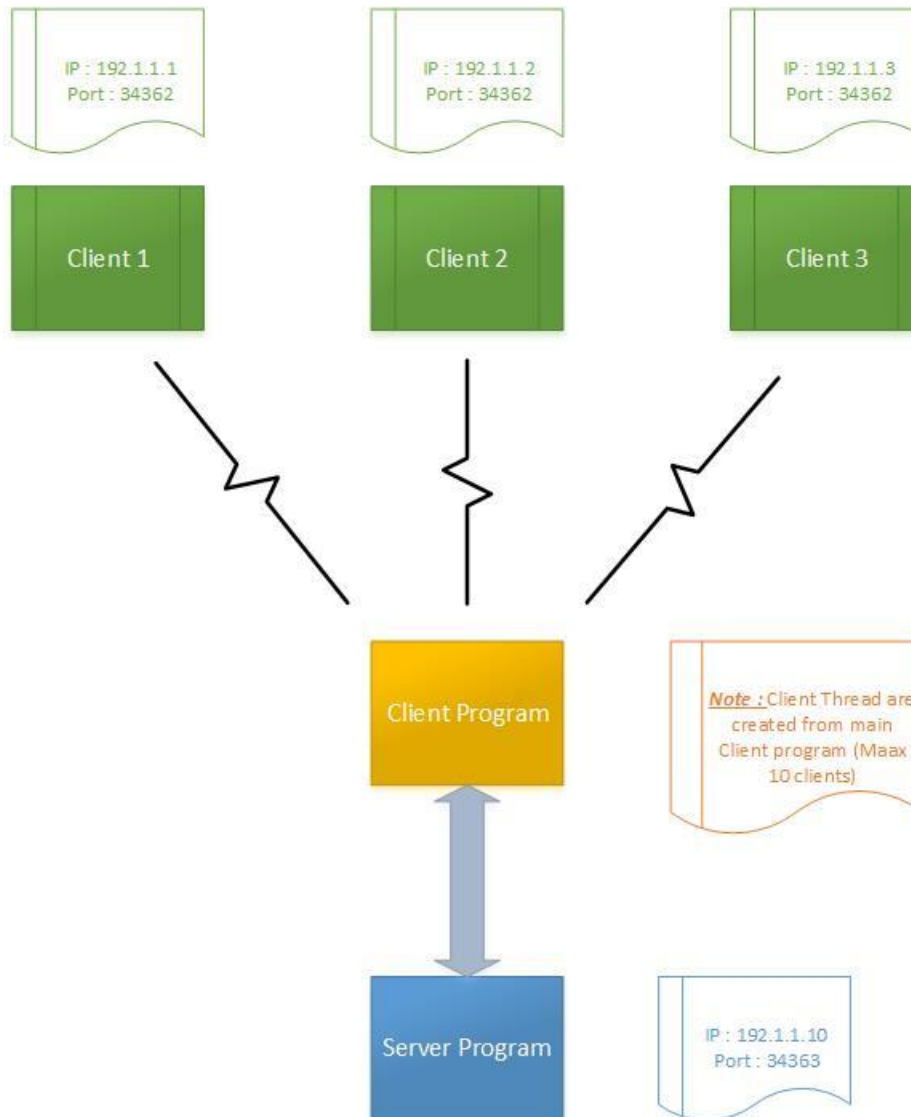 IP : 192.1.1.1
Port : 34362
IP : 192.1.1.2
Port : 34362
IP : 192.1.1.3
Port : 34362
Client 1
Client 2
Client 3
Client Program
Note : Client Thread are
created from main
Client program (Maax
10 clients)
Server Program
IP : 192.1.1.10
Port : 34363